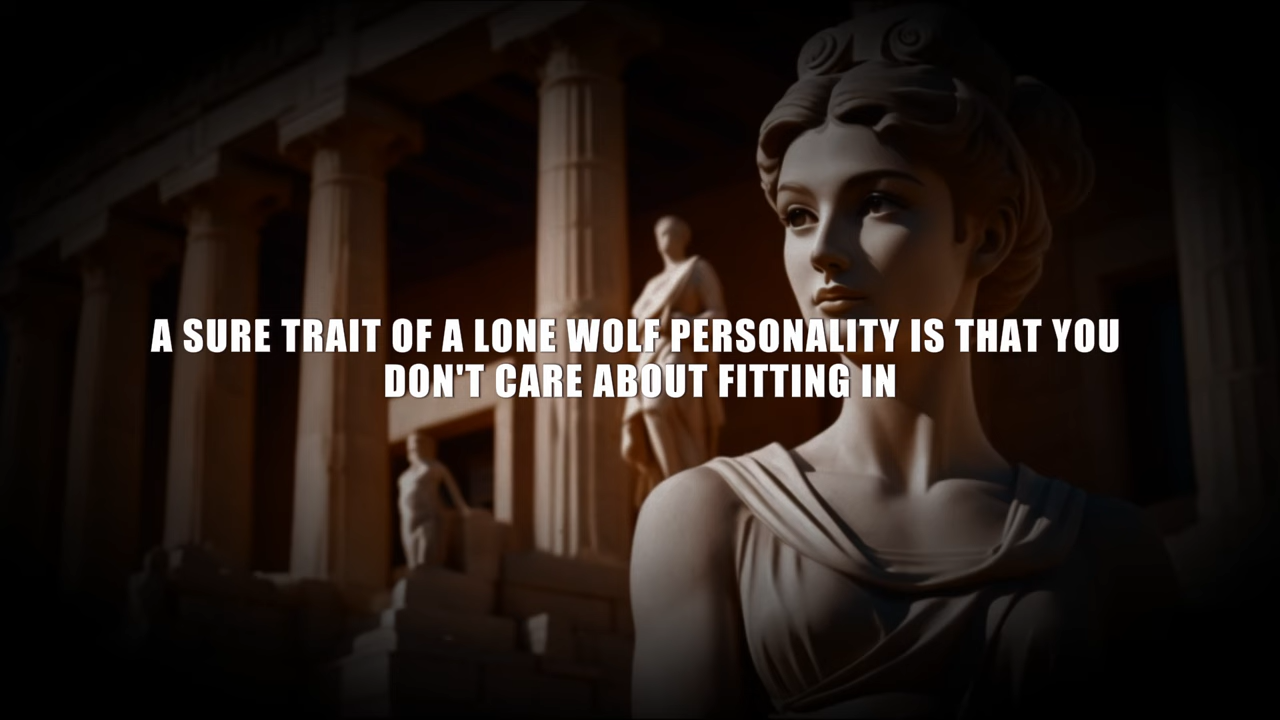 A SURE TRAIT OF A LONE WOLF PERSONALITY IS THAT YOU
DON'T CARE ABOUT FITTING IN